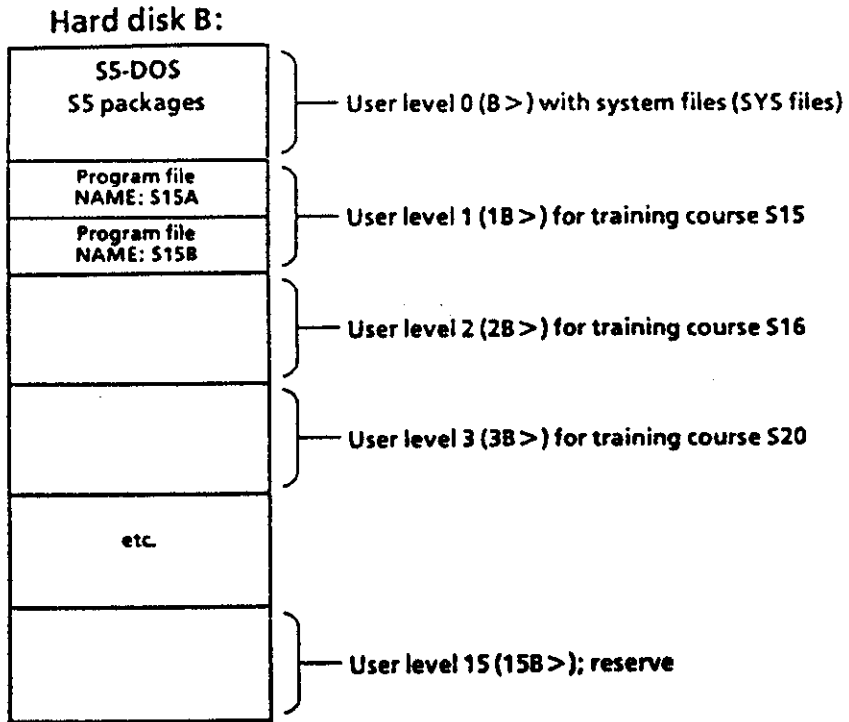 Hard disk B:
S5-DOS
S5 packages
User level 0 (B >) with system files (SYS files)
Program file
NAME: S15A
Program file
NAME: S15B
User level 1 (1B >) for training course S15
User level 2 (2B >) for training course S16
User level 3 (3B >) for training course S20
etc.
User level 15 (15B >); reserve